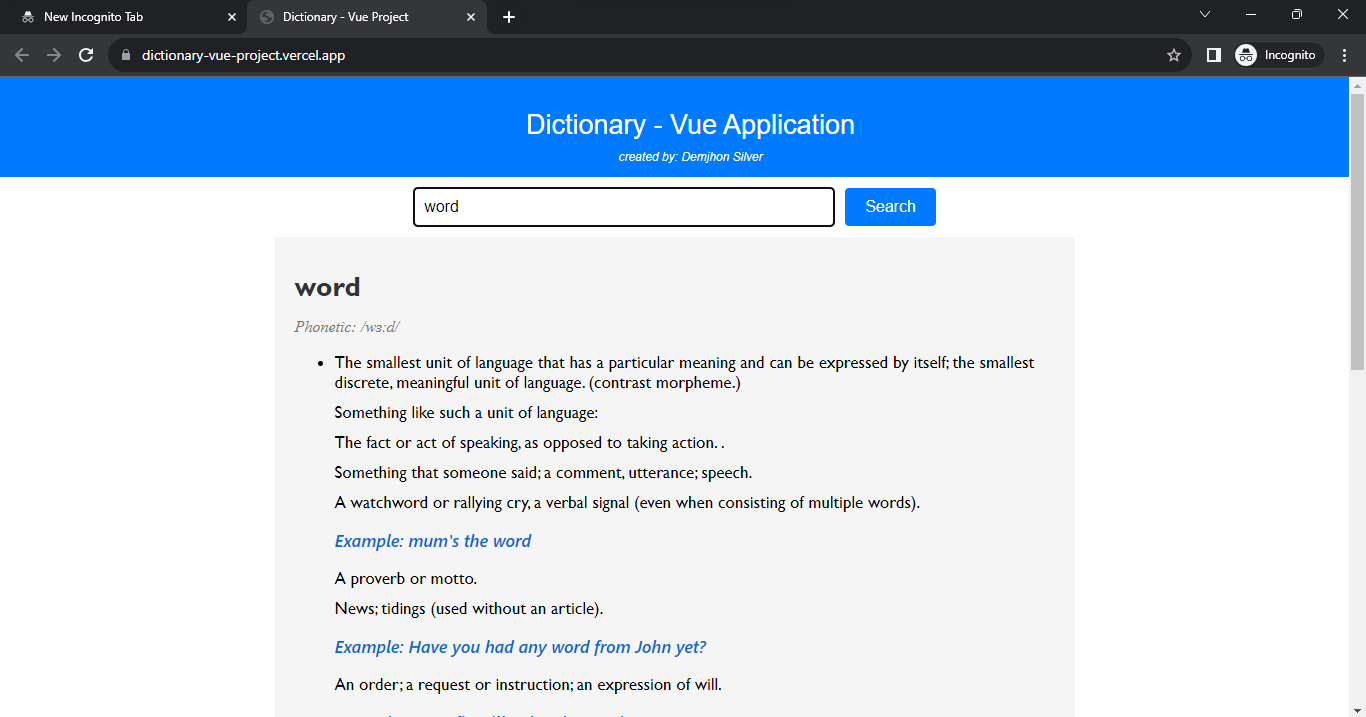 New Incognito Tab
Dictionary - Vue Project
dictionary-vue-project.vercel.app
Incognito
Dictionary - Vue Application
created by: Demjhon Silver
word
Search
word
Phonetic: /wɜːd/
• The smallest unit of language that has a particular meaning and can be expressed by itself; the smallest
discrete, meaningful unit of language. (contrast morpheme.)
Something like such a unit of language:
The fact or act of speaking, as opposed to taking action. .
Something that someone said; a comment, utterance; speech.
A watchword or rallying cry, a verbal signal (even when consisting of multiple words).
Example: mum's the word
A proverb or motto.
News; tidings (used without an article).
Example: Have you had any word from John yet?
An order; a request or instruction; an expression of will.